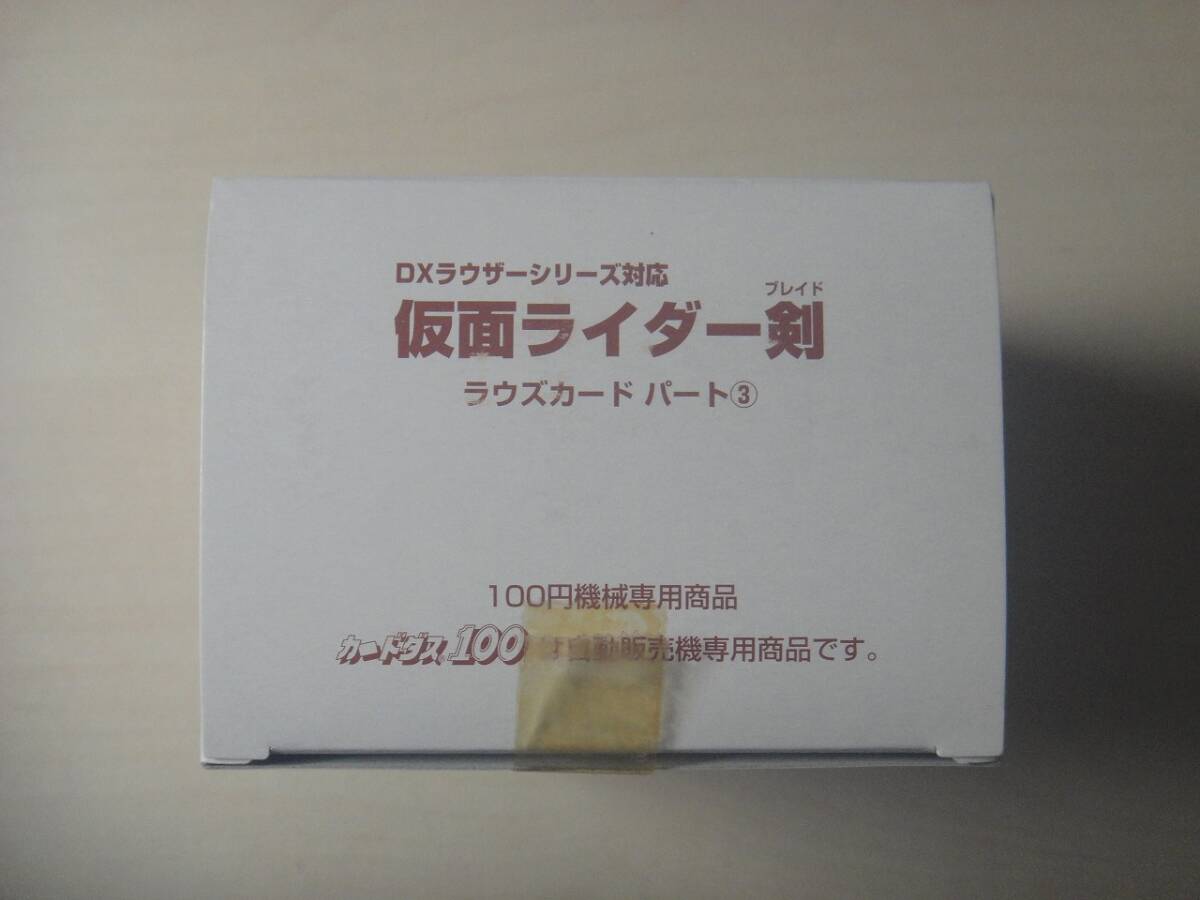 DXラウザーシリーズ対応
ブレイド
仮面ライダー剣
ラウズカード パート③
100円機械専用商品
カードダス100は自動販売機専用商品です。